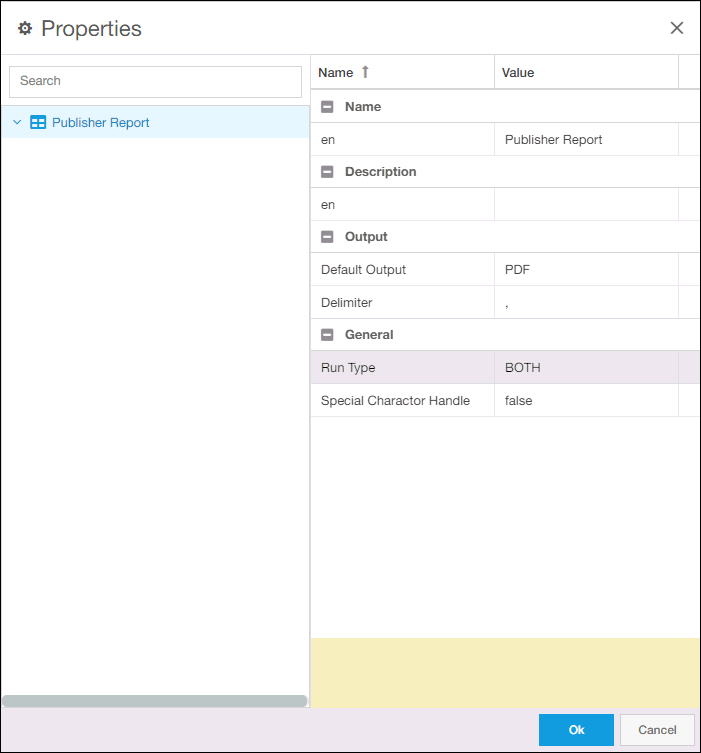 Properties
Search
Publisher Report
Name Value
Name
en Publisher Report
Description
en
Output
Default Output PDF
Delimiter ,
General
Run Type BOTH
Special Charactor Handle false
Ok Cancel